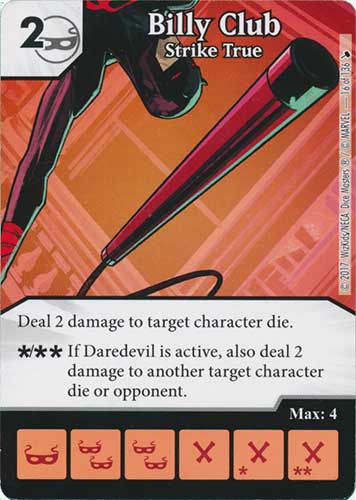 2
Billy Club
Strike True
© 2017 WizKids/NECA. Dice Masters ® / © MARVEL — 16 of 136
Deal 2 damage to target character die.
*/** If Daredevil is active, also deal 2
damage to another target character
die or opponent.
Max: 4
*
**